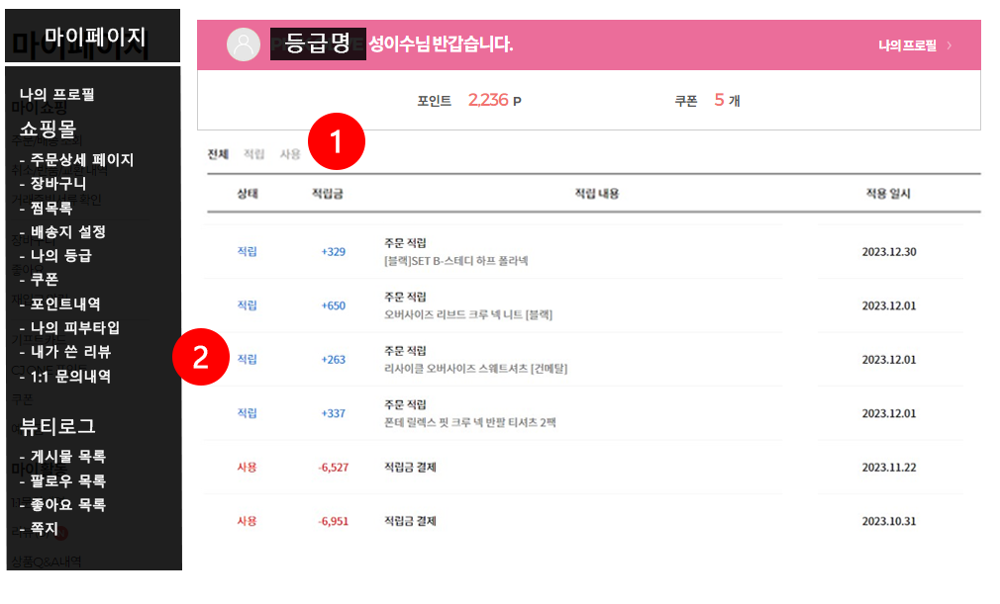 마이페이지
나의 프로필
쇼핑몰
- 주문상세 페이지
- 장바구니
- 찜목록
- 배송지 설정
- 나의 등급
- 쿠폰
- 포인트내역
- 나의 피부타입
- 내가 쓴 리뷰
- 1:1 문의내역
뷰티로그
- 게시물 목록
- 팔로우 목록
- 좋아요 목록
- 쪽지
상품Q&A내역
등급명 성이수님 반갑습니다.
나의 프로필 >
포인트 2,236 P
쿠폰 5 개
전체 적립 사용
1
상태 적립금 적립 내용 적용 일시
적립 +329 주문 적립 2023.12.30
[블랙]SET B-스테디 하프 폴라넥
적립 +650 주문 적립 2023.12.01
오버사이즈 리브드 크루 넥 니트 [블랙]
2
적립 +263 주문 적립 2023.12.01
리사이클 오버사이즈 스웨트셔츠 [건메탈]
적립 +337 주문 적립 2023.12.01
폰데 릴렉스 핏 크루 넥 반팔 티셔츠 2팩
사용 -6,527 적립금 결제 2023.11.22
사용 -6,951 적립금 결제 2023.10.31